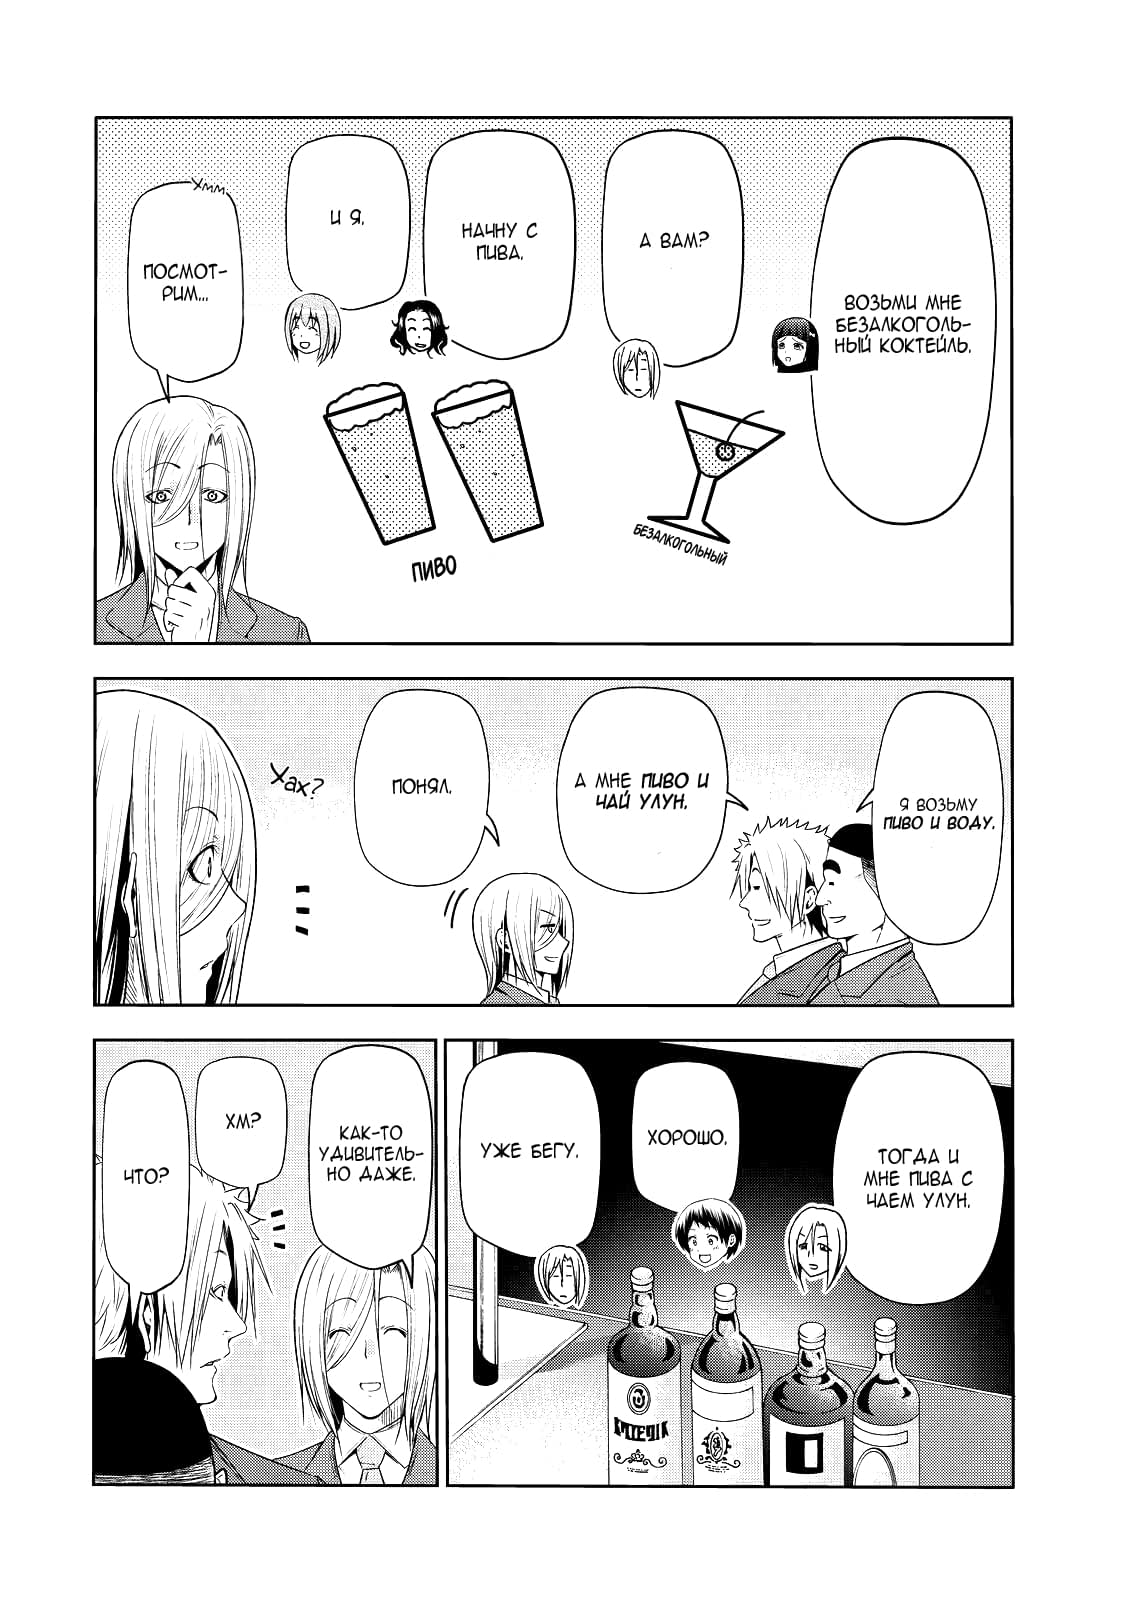 ВОЗЬМИ МНЕ
БЕЗАЛКОГОЛЬ-
НЫЙ КОКТЕЙЛЬ.
А ВАМ?
НАЧНУ С
ПИВА.
И Я.
ХММ
ПОСМОТ-
РИМ...
ПИВО
БЕЗАЛКОГОЛЬНЫЙ
Я ВОЗЬМУ
ПИВО И ВОДУ.
А МНЕ ПИВО И
ЧАЙ УЛУН.
ПОНЯЛ.
Хах?
ТОГДА И
МНЕ ПИВА С
ЧАЕМ УЛУН.
ХОРОШО.
УЖЕ БЕГУ.
КАК-ТО
УДИВИТЕЛЬ-
НО ДАЖЕ.
ХМ?
ЧТО?